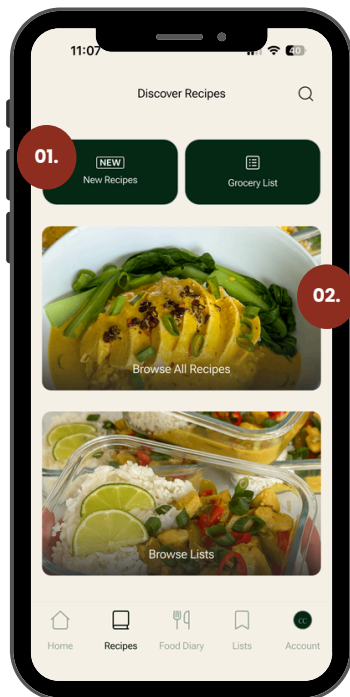 11:07
40
Discover Recipes
01.
NEW
New Recipes
Grocery List
02.
Browse All Recipes
Browse Lists
Home
Recipes
Food Diary
Lists
CC
Account